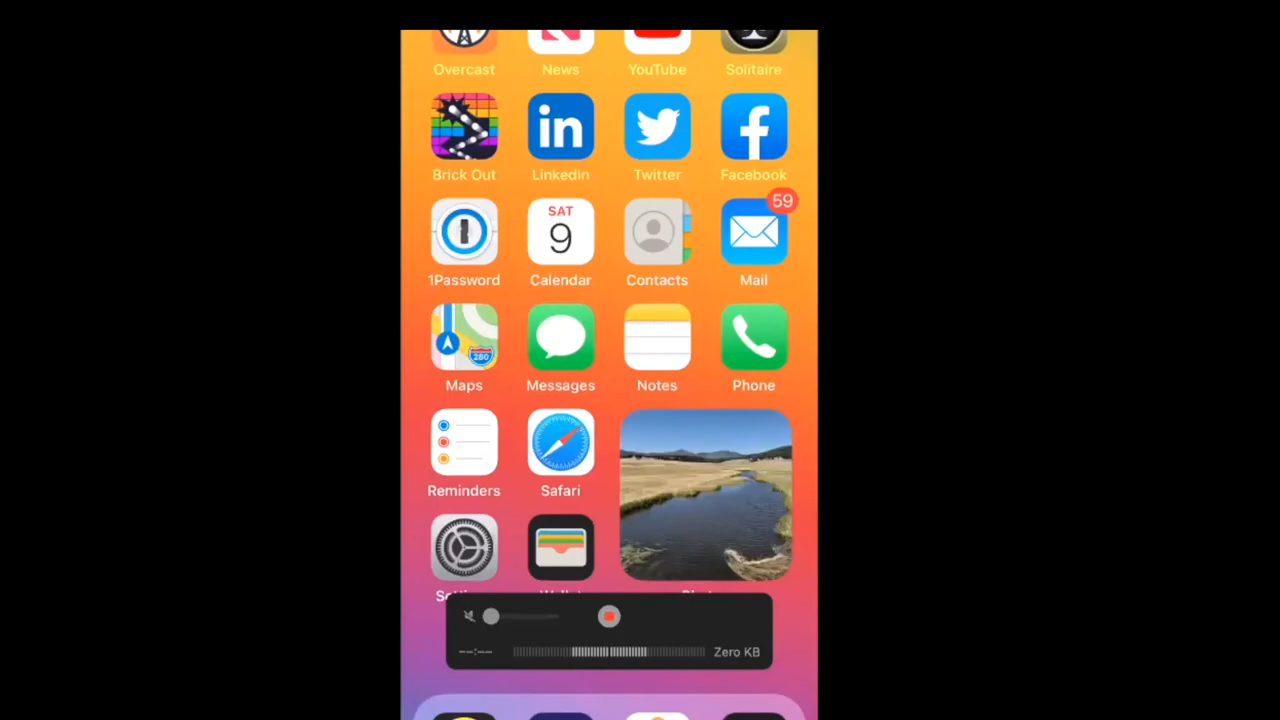 Overcast News YouTube Solitaire
Brick Out Linkedin Twitter Facebook
in
59
SAT
9
1Password Calendar Contacts Mail
280
Maps Messages Notes Phone
Reminders Safari
Zero KB